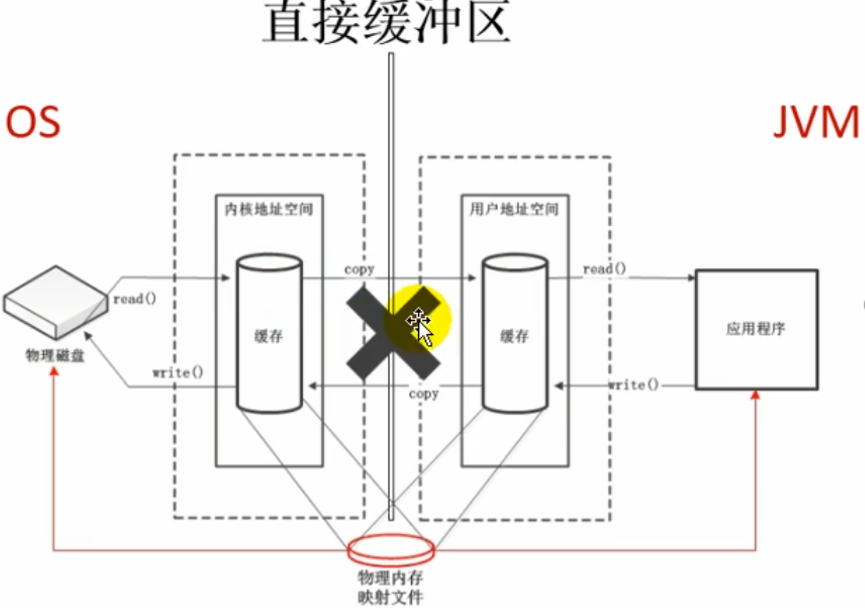 直接缓冲区
OS
JVM
内核地址空间
用户地址空间
copy
read()
read()
缓存
缓存
应用程序
物理磁盘
write()
copy
write()
物理内存
映射文件